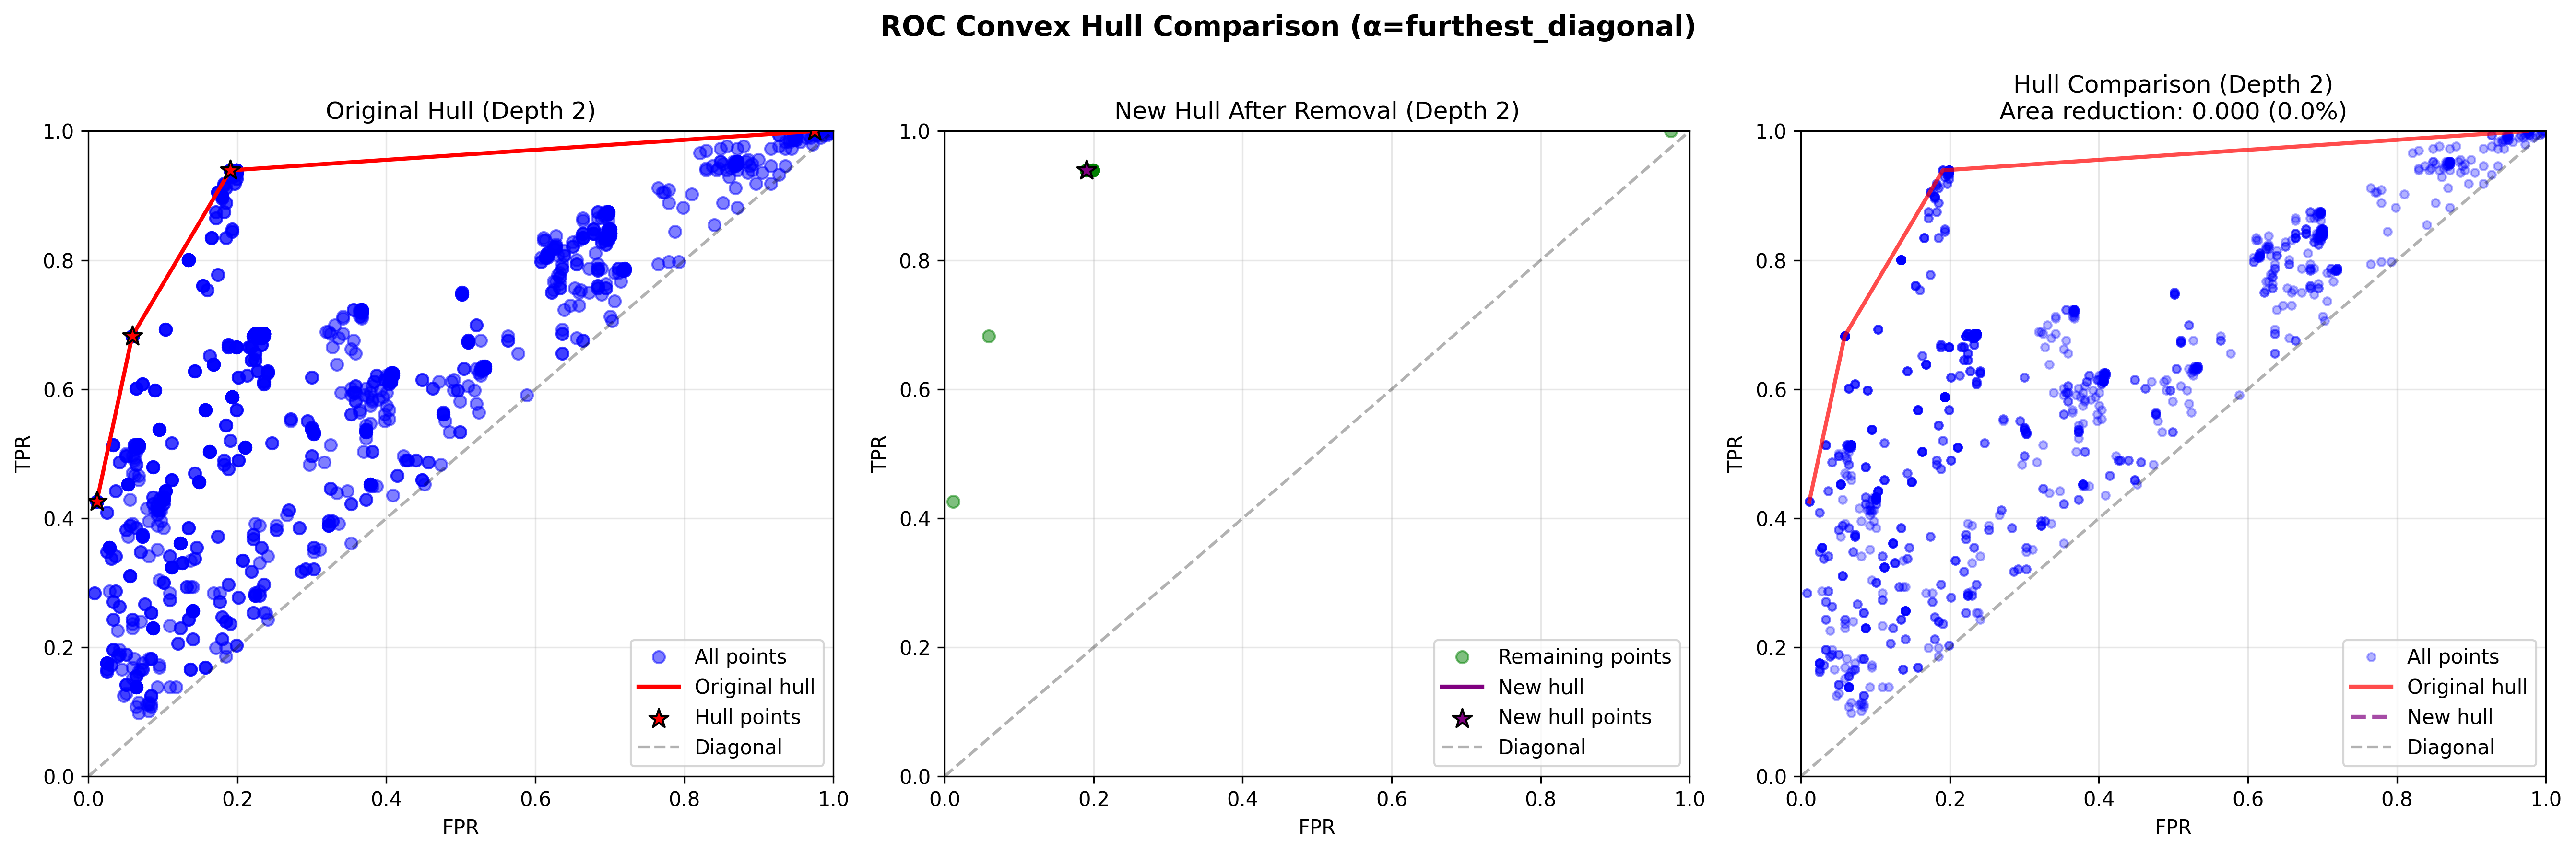 ROC Convex Hull Comparison (α=furthest_diagonal)
Original Hull (Depth 2)
1.0
0.8
0.6
0.4
0.2
0.0
TPR
0.0 0.2 0.4 0.6 0.8 1.0
FPR
All points
Original hull
Hull points
Diagonal
New Hull After Removal (Depth 2)
1.0
0.8
0.6
0.4
0.2
0.0
TPR
0.0 0.2 0.4 0.6 0.8 1.0
FPR
Remaining points
New hull
New hull points
Diagonal
Hull Comparison (Depth 2)
Area reduction: 0.000 (0.0%)
1.0
0.8
0.6
0.4
0.2
0.0
TPR
0.0 0.2 0.4 0.6 0.8 1.0
FPR
All points
Original hull
New hull
Diagonal